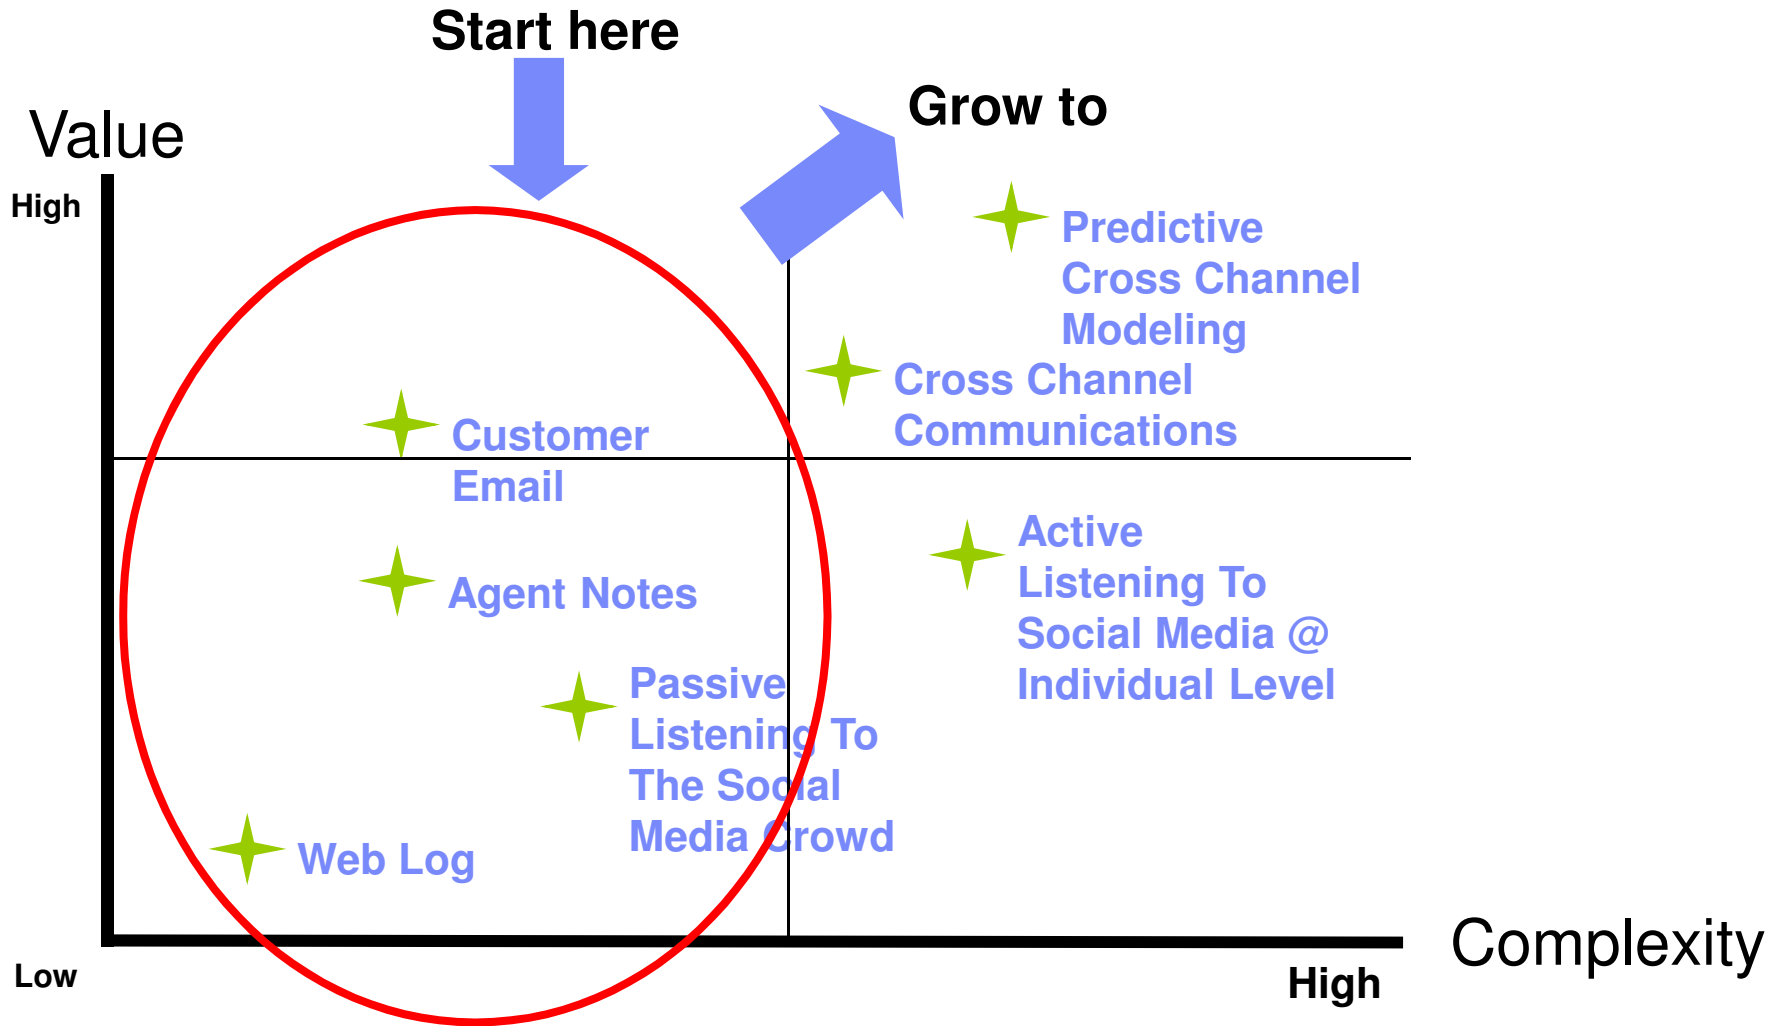 Start here
Grow to
Value
High
Predictive
Cross Channel
Modeling
Cross Channel
Communications
Customer
Email
Active
Listening To
Social Media @
Individual Level
Agent Notes
Passive
Listening To
The Social
Media Crowd
Web Log
Complexity
Low
High